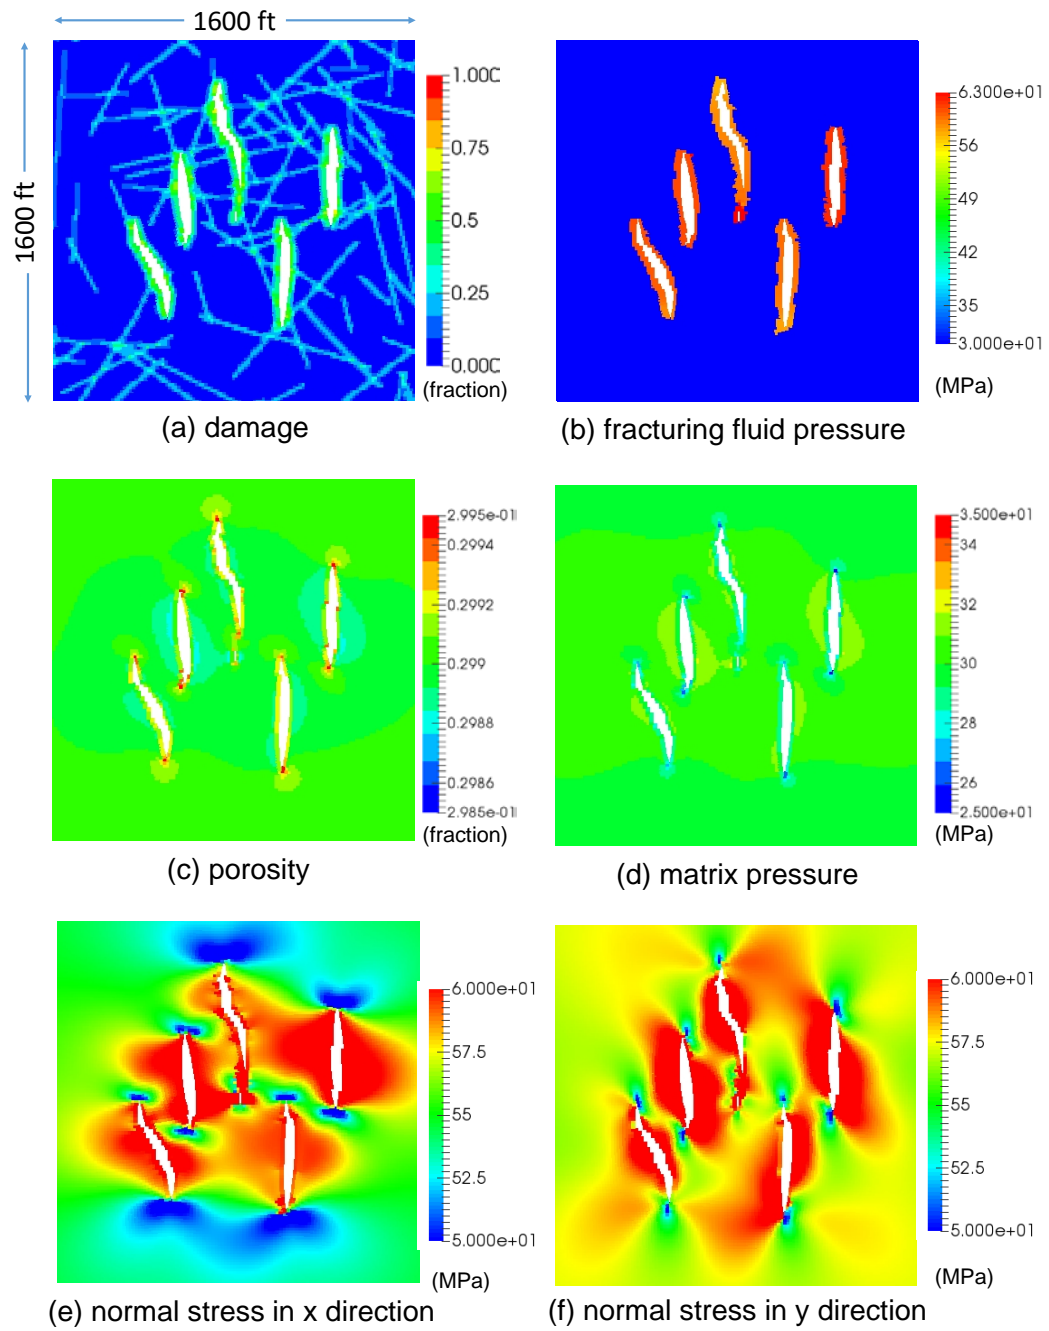 1600 ft
1600 ft
1.00C
0.75
0.5
0.25
0.00C
(fraction)
(a) damage
6.300e+01
56
49
42
35
3.000e+01
(MPa)
(b) fracturing fluid pressure
2.995e-01
0.2994
0.2992
0.299
0.2988
0.2986
2.985e-01
(fraction)
(c) porosity
3.500e+01
34
32
30
28
26
2.500e+01
(MPa)
(d) matrix pressure
6.000e+01
57.5
55
52.5
5.000e+01
(MPa)
(e) normal stress in x direction
6.000e+01
57.5
55
52.5
5.000e+01
(MPa)
(f) normal stress in y direction